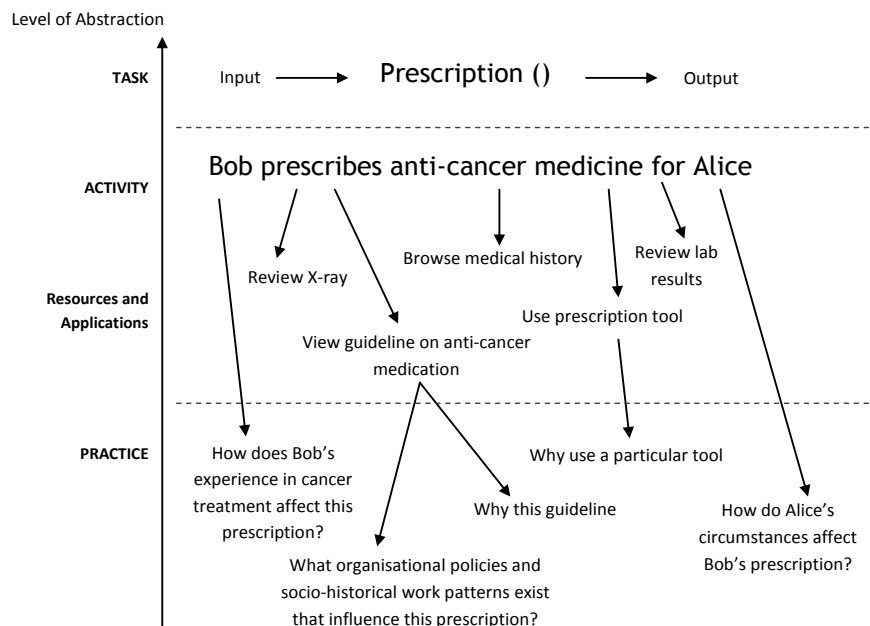 Level of Abstraction
TASK
Input
Prescription ()
Output
Bob prescribes anti-cancer medicine for Alice
ACTIVITY
Review X-ray
Browse medical history
Review lab
results
Resources and
Applications
Use prescription tool
View guideline on anti-cancer
medication
PRACTICE
How does Bob’s
experience in cancer
treatment affect this
prescription?
Why use a particular tool
Why this guideline
How do Alice’s
circumstances affect
Bob’s prescription?
What organisational policies and
socio-historical work patterns exist
that influence this prescription?